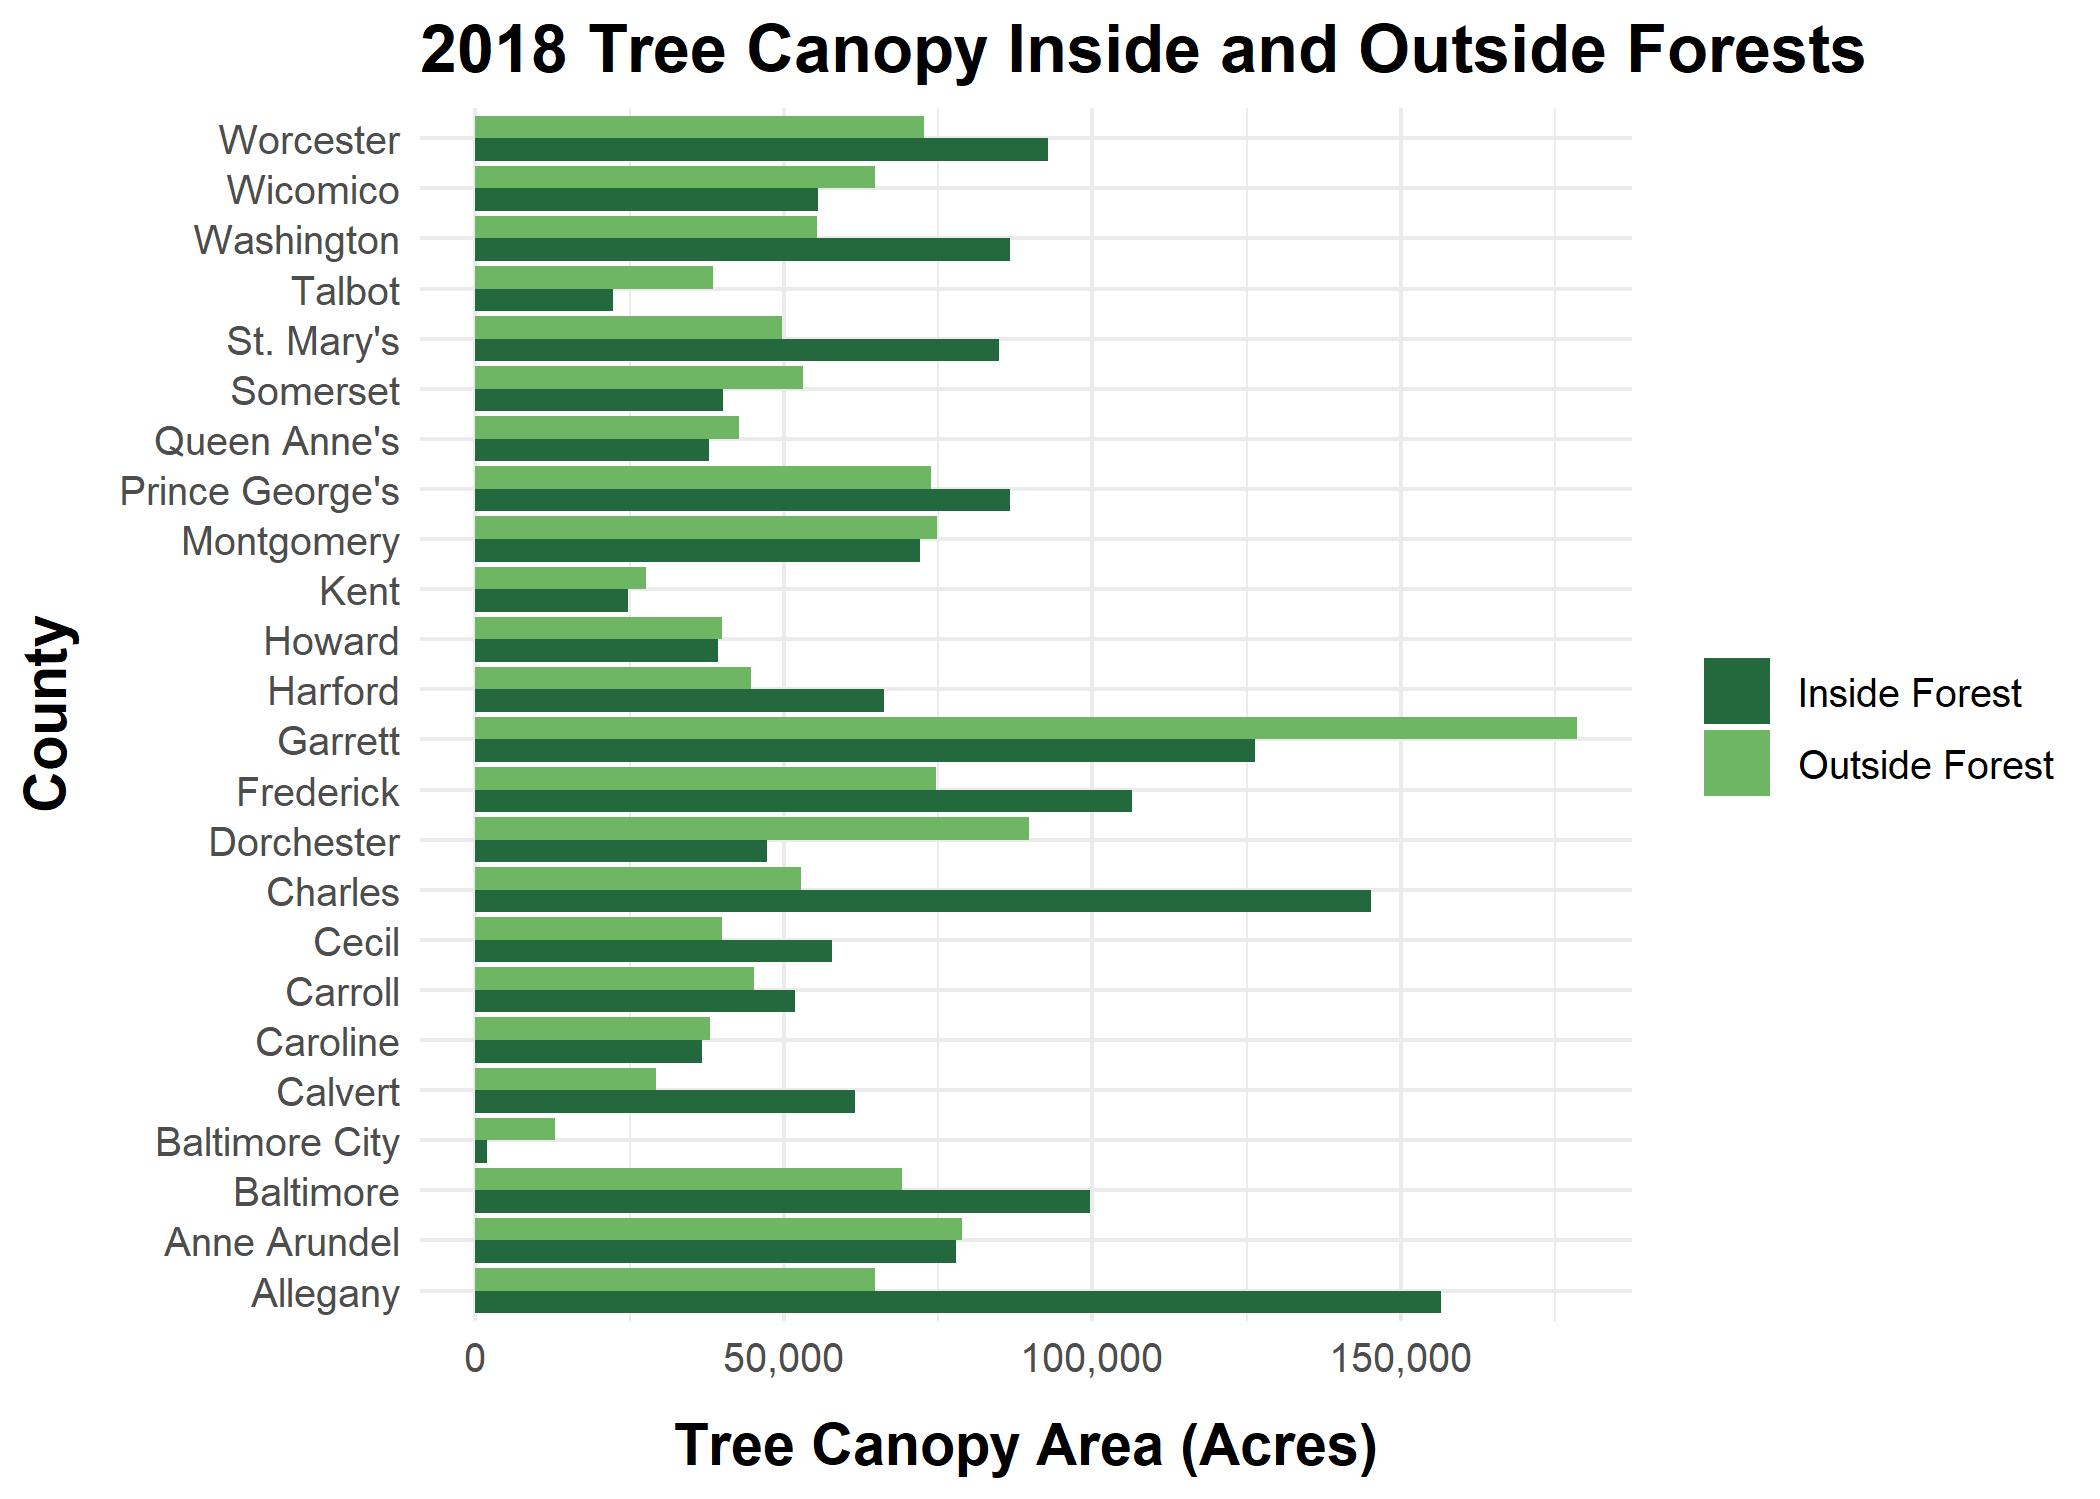 2018 Tree Canopy Inside and Outside Forests
County
Worcester
Wicomico
Washington
Talbot
St. Mary's
Somerset
Queen Anne's
Prince George's
Montgomery
Kent
Howard
Harford
Garrett
Frederick
Dorchester
Charles
Cecil
Carroll
Caroline
Calvert
Baltimore City
Baltimore
Anne Arundel
Allegany
0
50,000
100,000
150,000
Tree Canopy Area (Acres)
Inside Forest
Outside Forest